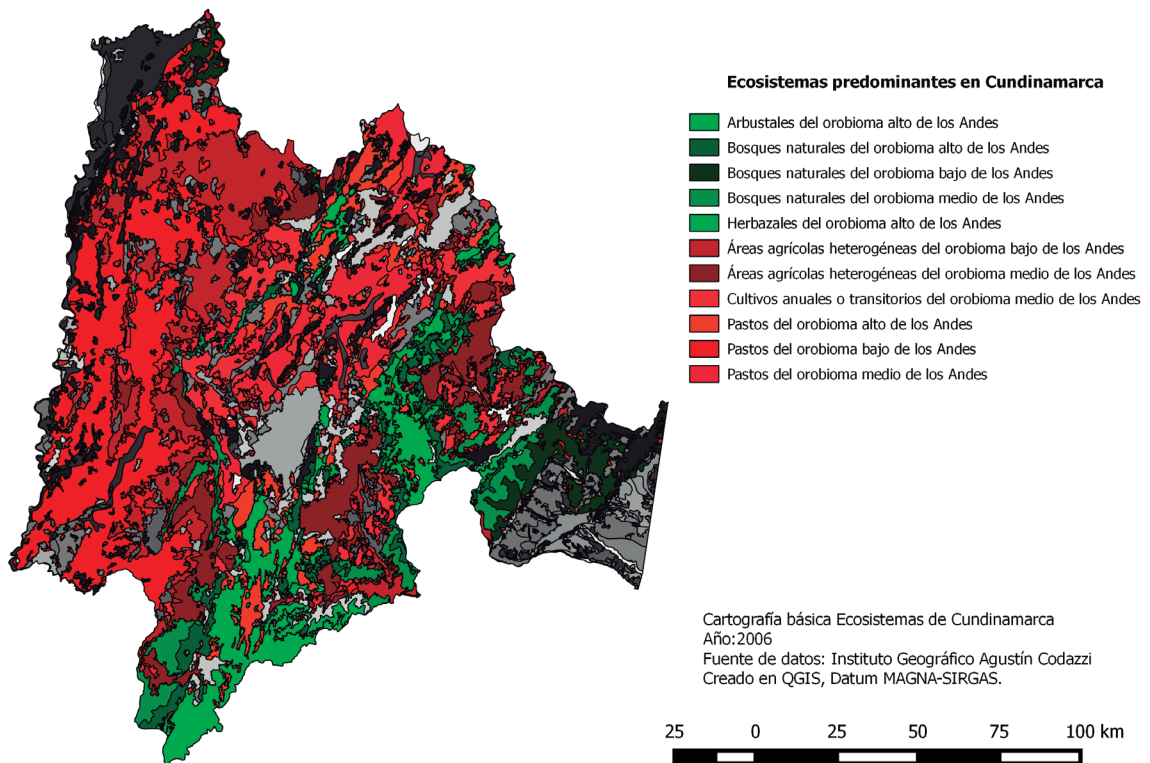 Ecosistemas predominantes en Cundinamarca
Arbustales del orobioma alto de los Andes
Bosques naturales del orobioma alto de los Andes
Bosques naturales del orobioma bajo de los Andes
Bosques naturales del orobioma medio de los Andes
Herbazales del orobioma alto de los Andes
Áreas agrícolas heterogéneas del orobioma bajo de los Andes
Áreas agrícolas heterogéneas del orobioma medio de los Andes
Cultivos anuales o transitorios del orobioma medio de los Andes
Pastos del orobioma alto de los Andes
Pastos del orobioma bajo de los Andes
Pastos del orobioma medio de los Andes
Cartografía básica Ecosistemas de Cundinamarca
Año:2006
Fuente de datos: Instituto Geográfico Agustín Codazzi
Creado en QGIS, Datum MAGNA-SIRGAS.
25 0 25 50 75 100 km